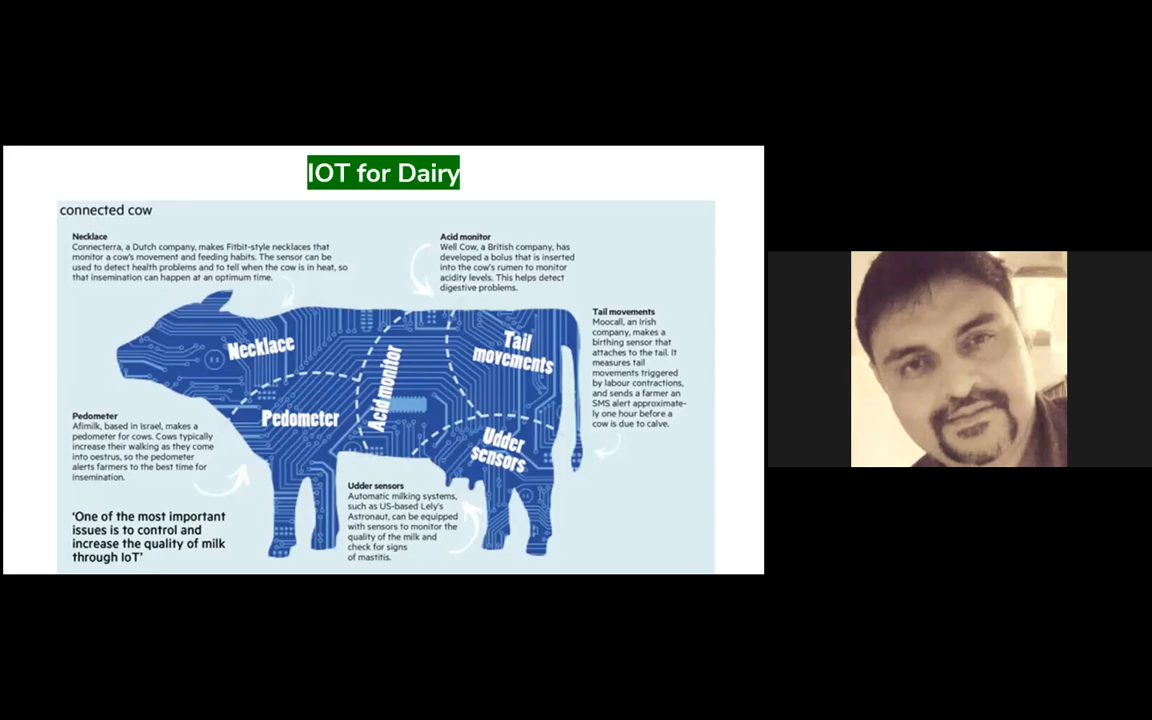 IOT for Dairy
connected cow
Necklace
Connecterra, a Dutch company, makes Fitbit-style necklaces that
monitor a cow's movement and feeding habits. The sensor can be
used to detect health problems and to tell when the cow is in heat, so
that insemination can happen at an optimum time.
Acid monitor
Well Cow, a British company, has
developed a bolus that is inserted
into the cow's rumen to monitor
acidity levels. This helps detect
digestive problems.
Tail movements
Moocall, an Irish
company, makes a
birthing sensor that
attaches to the tail. It
measures tail
movements triggered
by labour contractions,
and sends a farmer an
SMS alert approximate-
ly one hour before a
cow is due to calve.
Necklace
Pedometer
Acid monitor
Tail
movements
Udder
sensors
Pedometer
Afimilk, based in Israel, makes a
pedometer for cows. Cows typically
increase their walking as they come
into oestrus, so the pedometer
alerts farmers to the best time for
insemination.
Udder sensors
Automatic milking systems,
such as US-based Lely's
Astronaut, can be equipped
with sensors to monitor the
quality of the milk and
check for signs
of mastitis.
'One of the most important
issues is to control and
increase the quality of milk
through IoT'